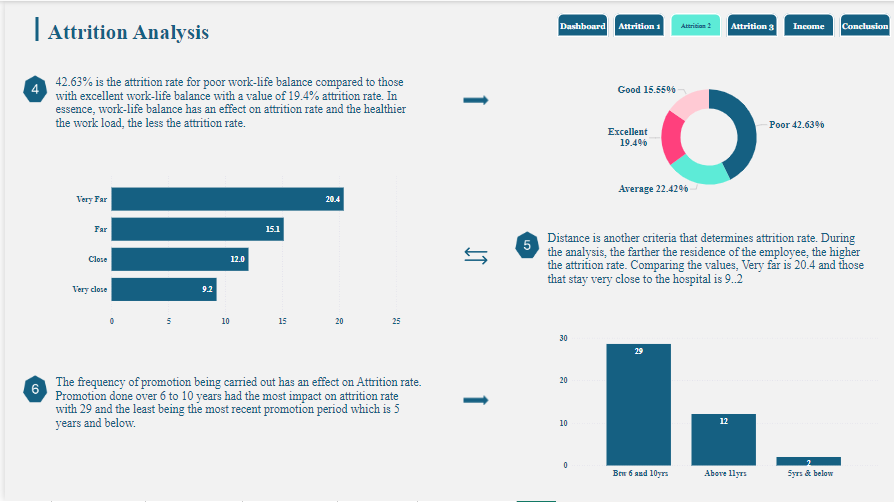 Attrition Analysis
Dashboard
Attrition 1
Attrition 2
Attrition 3
Income
Conclusion
4
42.63% is the attrition rate for poor work-life balance compared to those
with excellent work-life balance with a value of 19.4% attrition rate. In
essence, work-life balance has an effect on attrition rate and the healthier
the work load, the less the attrition rate.
Good 15.55%
Poor 42.63%
Excellent
19.4%
Average 22.42%
Very Far
20.4
Far
15.1
Close
12.0
Very close
9.2
0 5 10 15 20 25
5
Distance is another criteria that determines attrition rate. During
the analysis, the farther the residence of the employee, the higher
the attrition rate. Comparing the values, Very far is 20.4 and those
that stay very close to the hospital is 9..2
6
The frequency of promotion being carried out has an effect on Attrition rate.
Promotion done over 6 to 10 years had the most impact on attrition rate
with 29 and the least being the most recent promotion period which is 5
years and below.
30
29
20
10
12
0
2
Btw 6 and 10yrs
Above 11yrs
5yrs & below